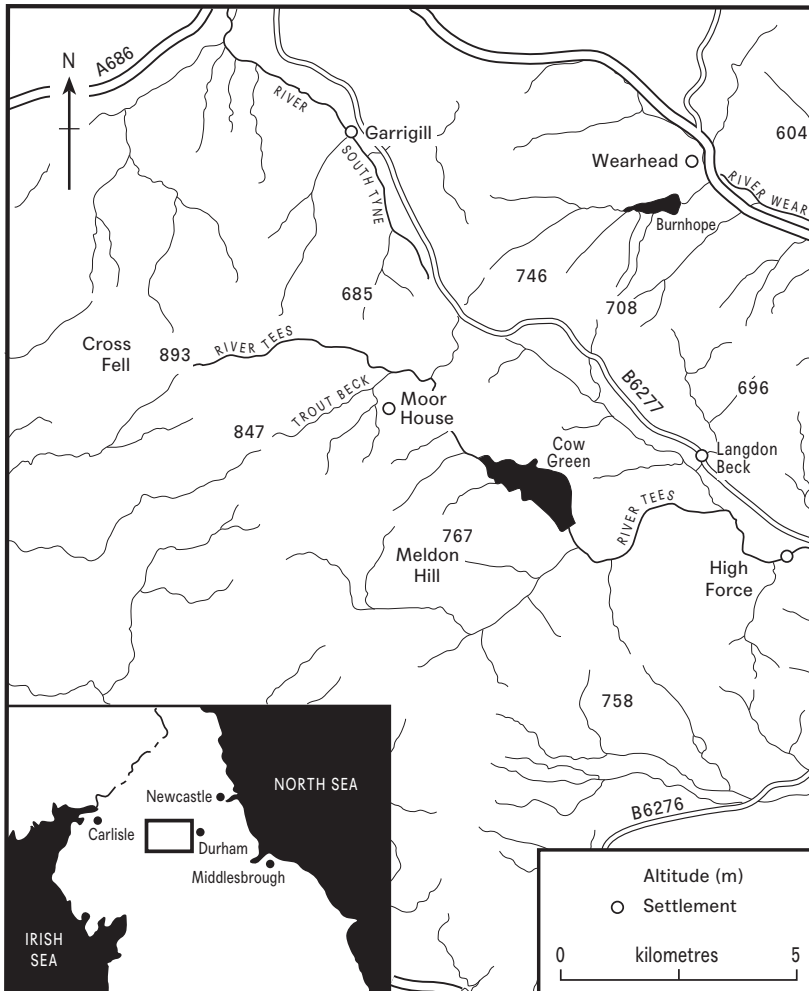 A686
N
RIVER
SOUTH TYNE
Garrigill
604
Wearhead
RIVER WEAR
Burnhope
746
685
708
Cross
Fell
893
RIVER TEES
B6277
696
TROUT BECK
Moor
House
847
Cow
Green
Langdon
Beck
RIVER TEES
767
Meldon
Hill
High
Force
758
B6276
NORTH SEA
Newcastle
Carlisle
Durham
Middlesbrough
IRISH
SEA
Altitude (m)
Settlement
0 kilometres 5